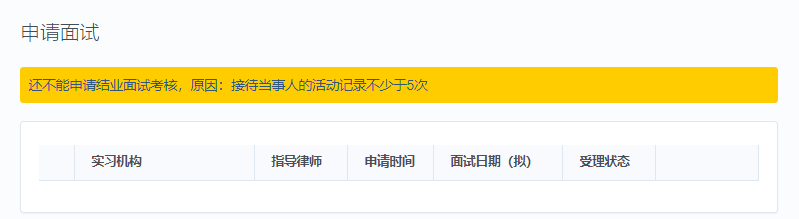 申请面试
还不能申请结业面试考核，原因：接待当事人的活动记录不少于5次
实习机构 指导律师 申请时间 面试日期（拟） 受理状态